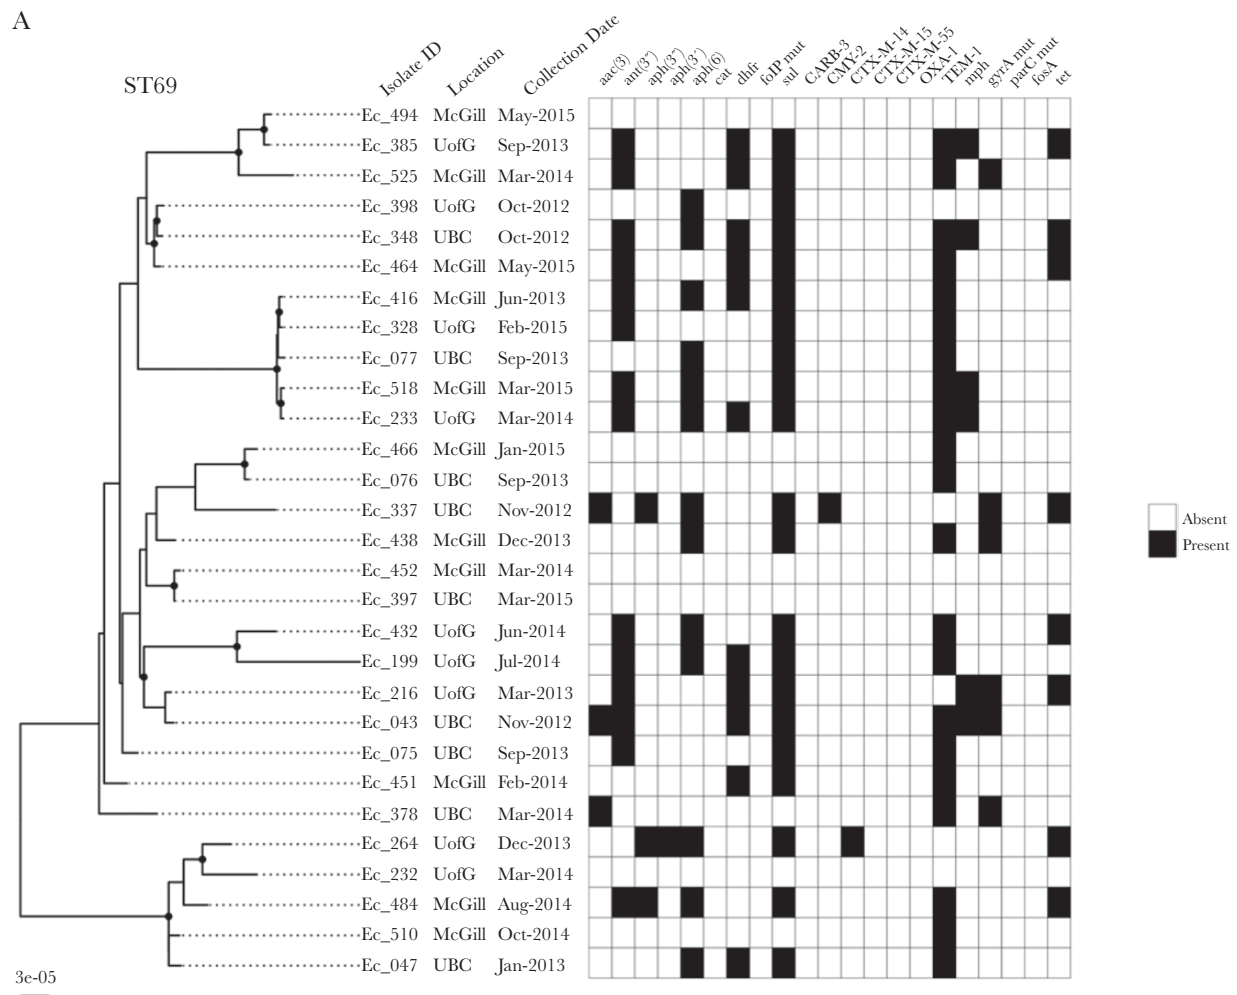 A
ST69
Isolate ID Location Collection Date aac(3) ant(3") aph(3") aph(3') aph(6) cat dhfr folP mut sul CARB-3 CMY-2 CTX-M-14 CTX-M-15 CTX-M-55 OXA-1 TEM-1 mph gyrA mut parC mut fosA tet
Ec_494 McGill May-2015
Ec_385 UofG Sep-2013
Ec_525 McGill Mar-2014
Ec_398 UofG Oct-2012
Ec_348 UBC Oct-2012
Ec_464 McGill May-2015
Ec_416 McGill Jun-2013
Ec_328 UofG Feb-2015
Ec_077 UBC Sep-2013
Ec_518 McGill Mar-2015
Ec_233 UofG Mar-2014
Ec_466 McGill Jan-2015
Ec_076 UBC Sep-2013
Ec_337 UBC Nov-2012
Ec_438 McGill Dec-2013
Ec_452 McGill Mar-2014
Ec_397 UBC Mar-2015
Ec_432 UofG Jun-2014
Ec_199 UofG Jul-2014
Ec_216 UofG Mar-2013
Ec_043 UBC Nov-2012
Ec_075 UBC Sep-2013
Ec_451 McGill Feb-2014
Ec_378 UBC Mar-2014
Ec_264 UofG Dec-2013
Ec_232 UofG Mar-2014
Ec_484 McGill Aug-2014
Ec_510 McGill Oct-2014
Ec_047 UBC Jan-2013
Absent
Present
3e-05